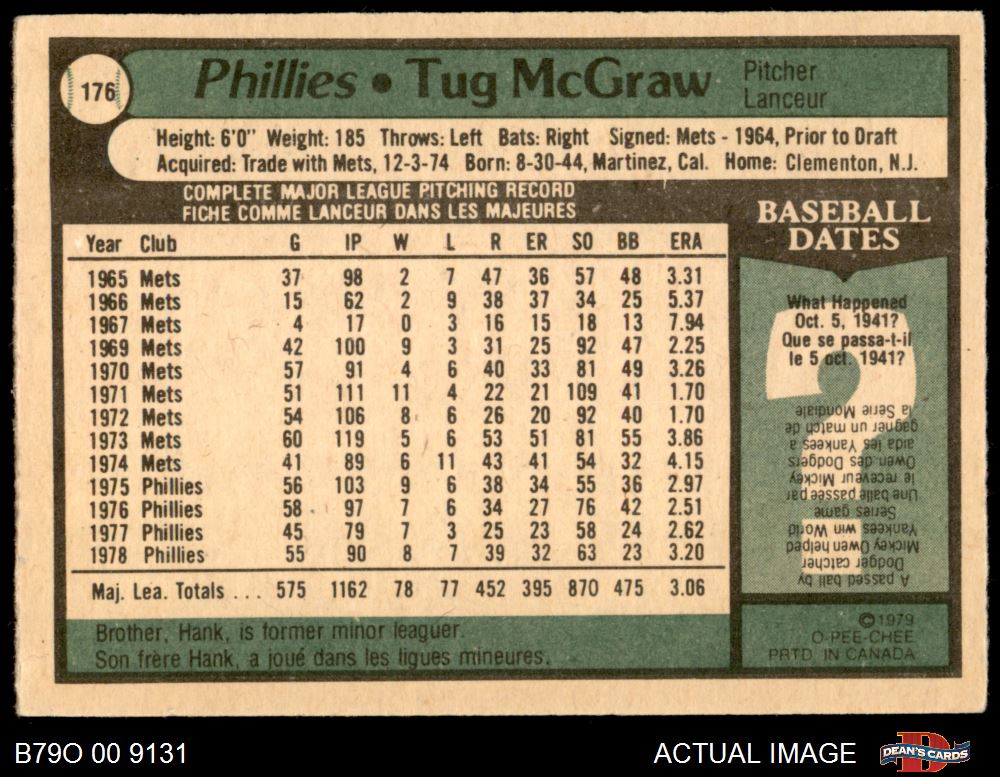 176
Phillies • Tug McGraw
Pitcher
Lanceur
Height: 6'0" Weight: 185 Throws: Left Bats: Right Signed: Mets - 1964, Prior to Draft
Acquired: Trade with Mets, 12-3-74 Born: 8-30-44, Martinez, Cal. Home: Clementon, N.J.
COMPLETE MAJOR LEAGUE PITCHING RECORD
FICHE COMME LANCEUR DANS LES MAJEURES
Year Club G IP W L R ER SO BB ERA
1965 Mets 37 98 2 7 47 36 57 48 3.31
1966 Mets 15 62 2 9 38 37 34 25 5.37
1967 Mets 4 17 0 3 16 15 18 13 7.94
1969 Mets 42 100 9 3 31 25 92 47 2.25
1970 Mets 57 91 4 6 40 33 81 49 3.26
1971 Mets 51 111 11 4 22 21 109 41 1.70
1972 Mets 54 106 8 6 26 20 92 40 1.70
1973 Mets 60 119 5 6 53 51 81 55 3.86
1974 Mets 41 89 6 11 43 41 54 32 4.15
1975 Phillies 56 103 9 6 38 34 55 36 2.97
1976 Phillies 58 97 7 6 34 27 76 42 2.51
1977 Phillies 45 79 7 3 25 23 58 24 2.62
1978 Phillies 55 90 8 7 39 32 63 23 3.20
Maj. Lea. Totals . . . 575 1162 78 77 452 395 870 475 3.06
Brother, Hank, is former minor leaguer.
Son frère Hank, a joué dans les ligues mineures.
BASEBALL
DATES
What Happened
Oct. 5, 1941?
Que se passa-t-il
le 5 oct. 1941?
A passed ball by
Dodger catcher
Mickey Owen helped
Yankees win World
Series game
Une balle passée par
le receveur Mickey
Owen des Dodgers
aida les Yankees à
gagner un match de
la Série Mondiale
©1979
O-PEE-CHEE
PRTD IN CANADA
B79O 00 9131
ACTUAL IMAGE
D
DEAN'S CARDS